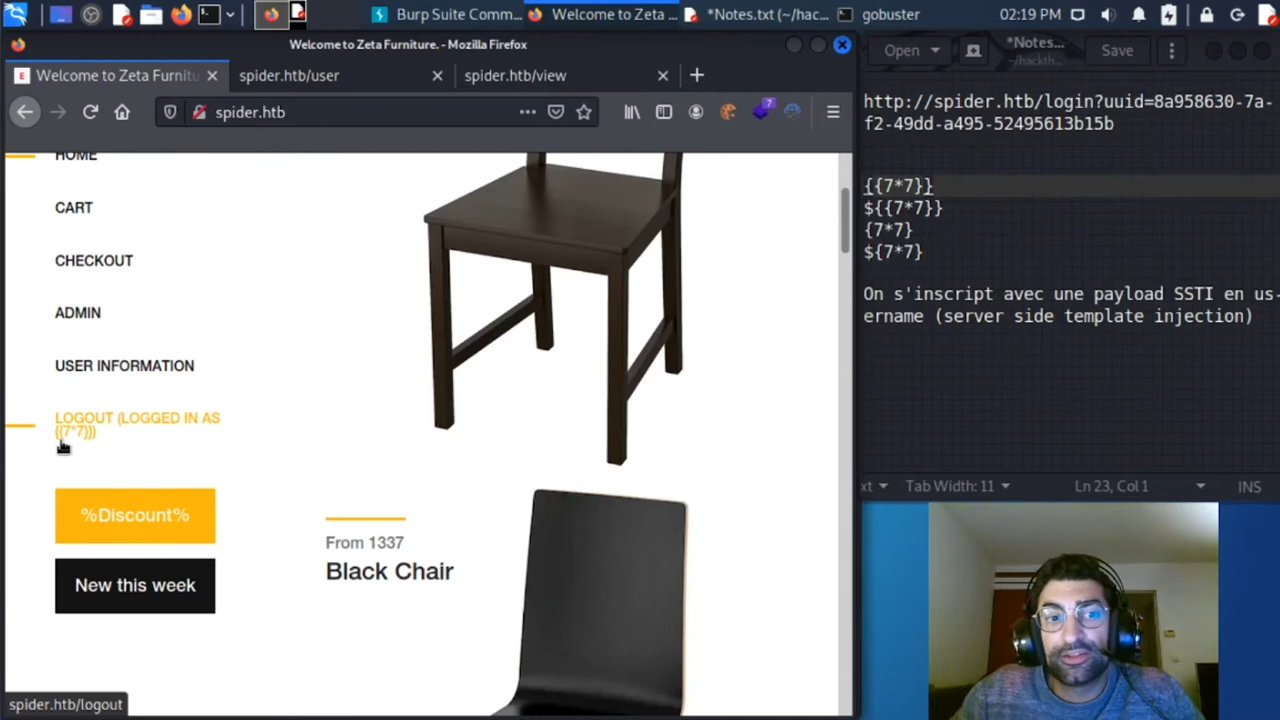 Burp Suite Comm...
Welcome to Zeta ...
*Notes.txt (~/hac...
gobuster
02:19 PM
Welcome to Zeta Furniture. - Mozilla Firefox
Welcome to Zeta Furnitu
spider.htb/user
spider.htb/view
spider.htb
7
HOME
CART
CHECKOUT
ADMIN
USER INFORMATION
LOGOUT (LOGGED IN AS
{{7*7}})
%Discount%
New this week
From 1337
Black Chair
spider.htb/logout
Open
*Notes...
~/hackth...
Save
http://spider.htb/login?uuid=8a958630-7a-
f2-49dd-a495-52495613b15b
{{7*7}}
${{7*7}}
{7*7}
${7*7}
On s'inscript avec une payload SSTI en us-
ername (server side template injection)
xt
Tab Width: 11
Ln 23, Col 1
INS